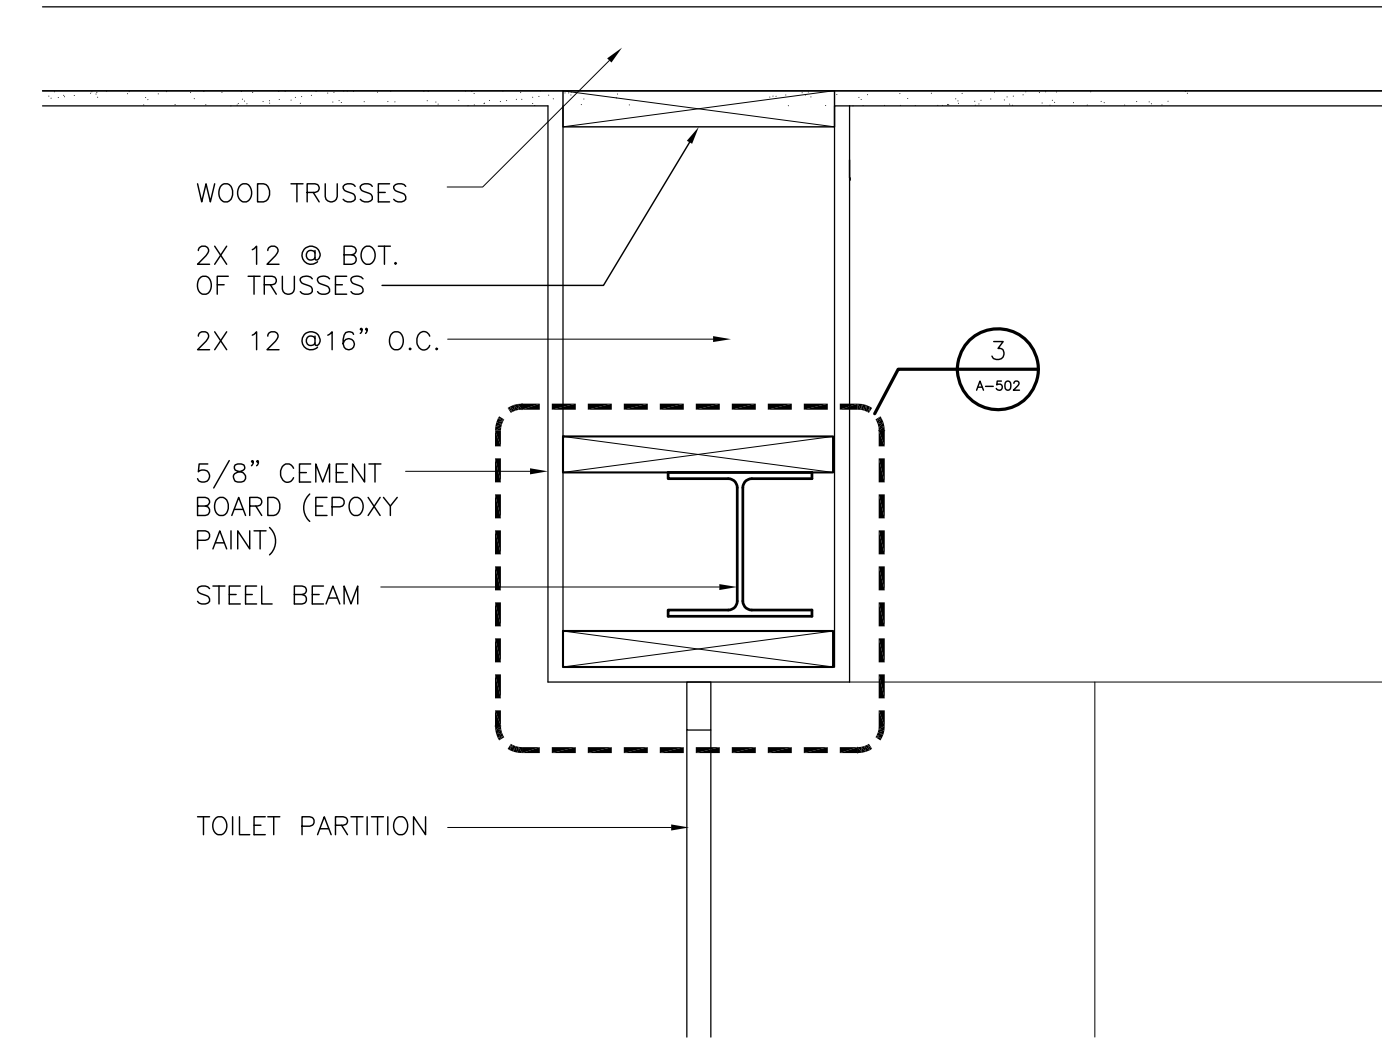 WOOD TRUSSES
2X 12 @ BOT.
OF TRUSSES
2X 12 @16" O.C.
3
A-502
5/8" CEMENT
BOARD (EPOXY
PAINT)
STEEL BEAM
TOILET PARTITION